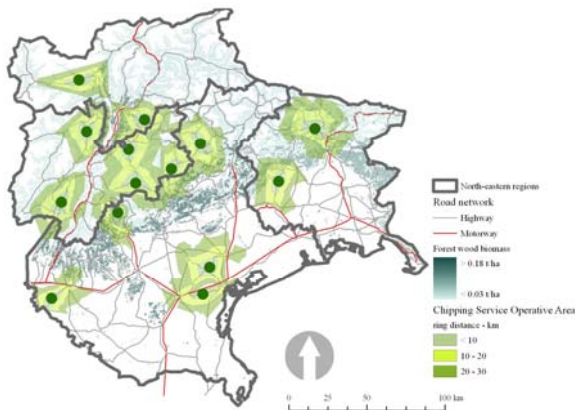 North-eastern regions
Road network
Highway
Motorway
Forest wood biomass
> 0.18 t ha
< 0.03 t ha
Chipping Service Operative Area
ring distance - km
< 10
10 - 20
20 - 30
0 25 50 100 km